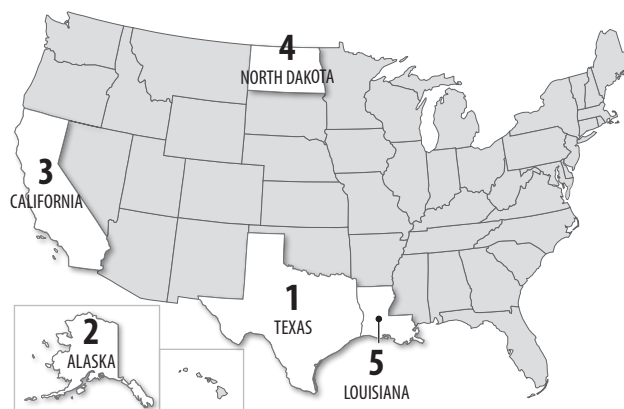 4
NORTH DAKOTA
3
CALIFORNIA
1
TEXAS
2
ALASKA
5
LOUISIANA